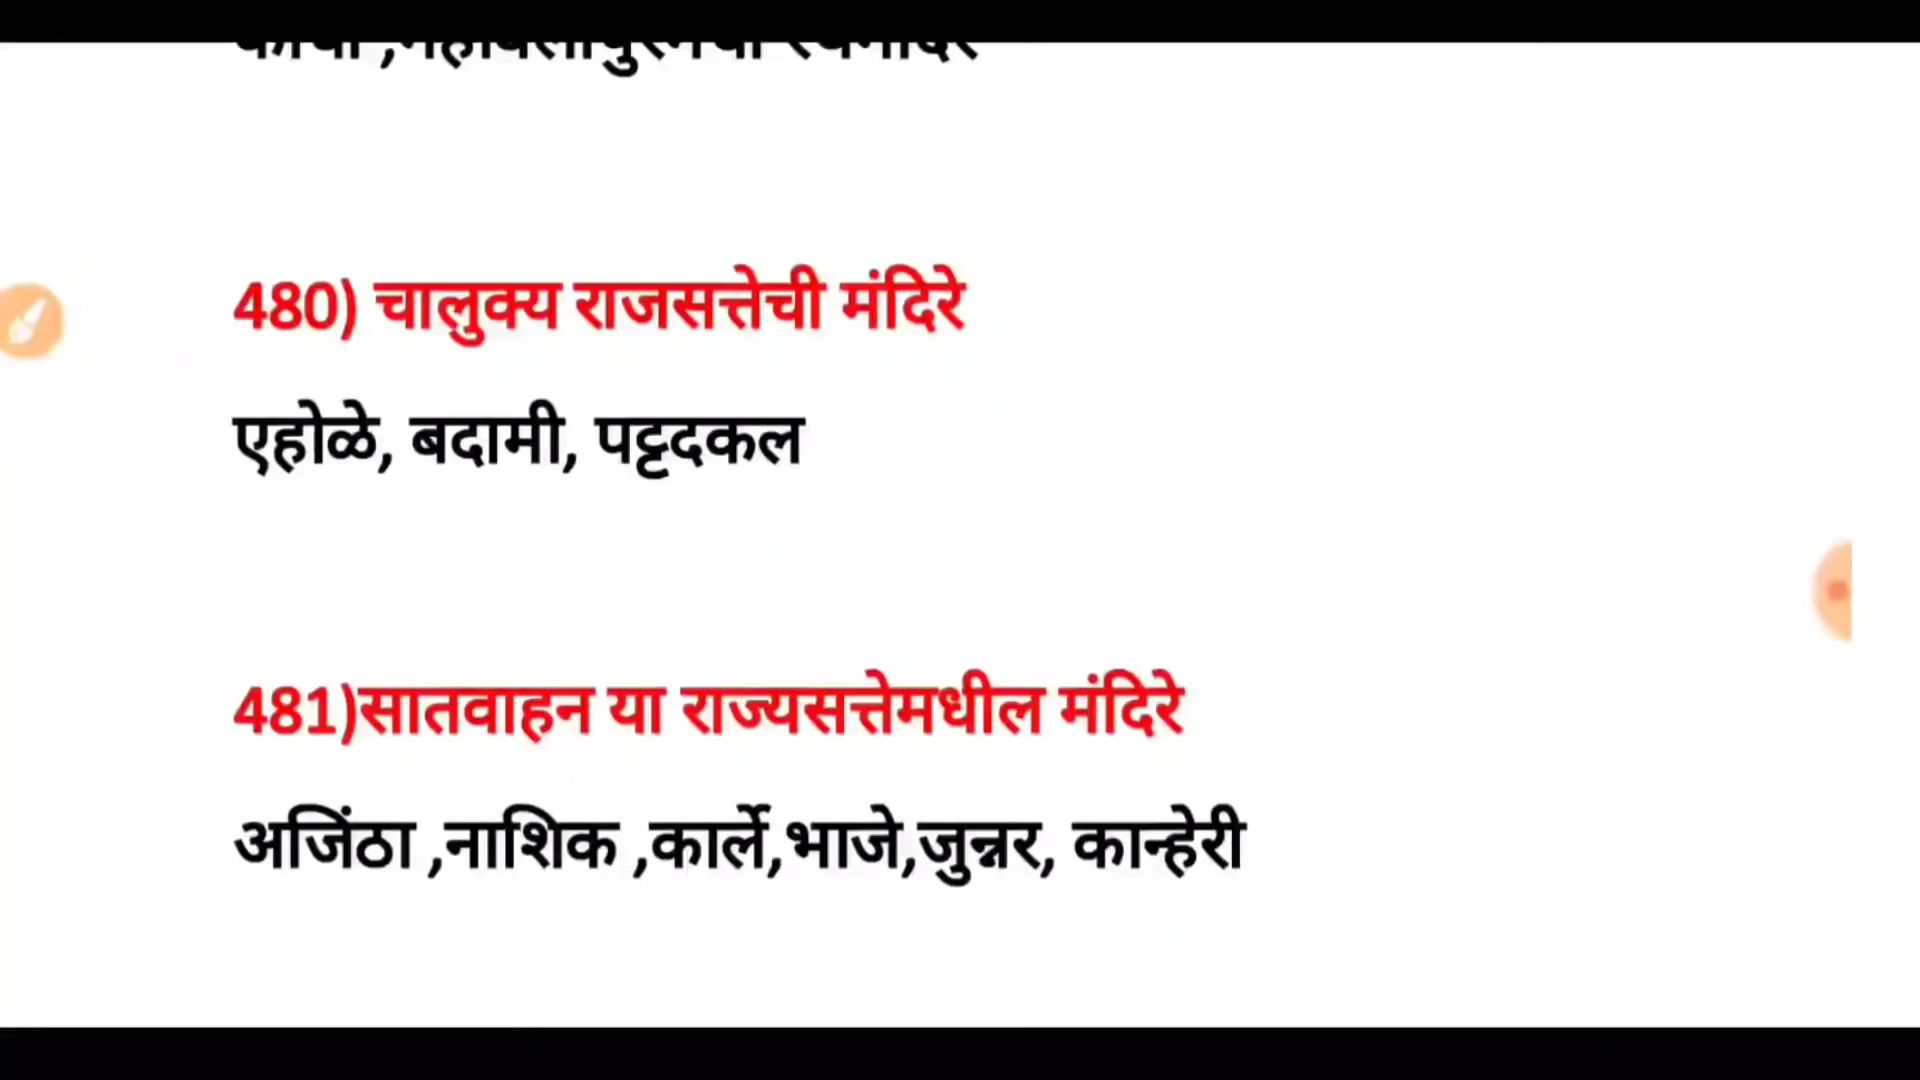 480) चालुक्य राजसत्तेची मंदिरे
एहोळे, बदामी, पट्टदकल
481)सातवाहन या राज्यसत्तेमधील मंदिरे
अजिंठा ,नाशिक ,कार्ले,भाजे,जुन्नर, कान्हेरी